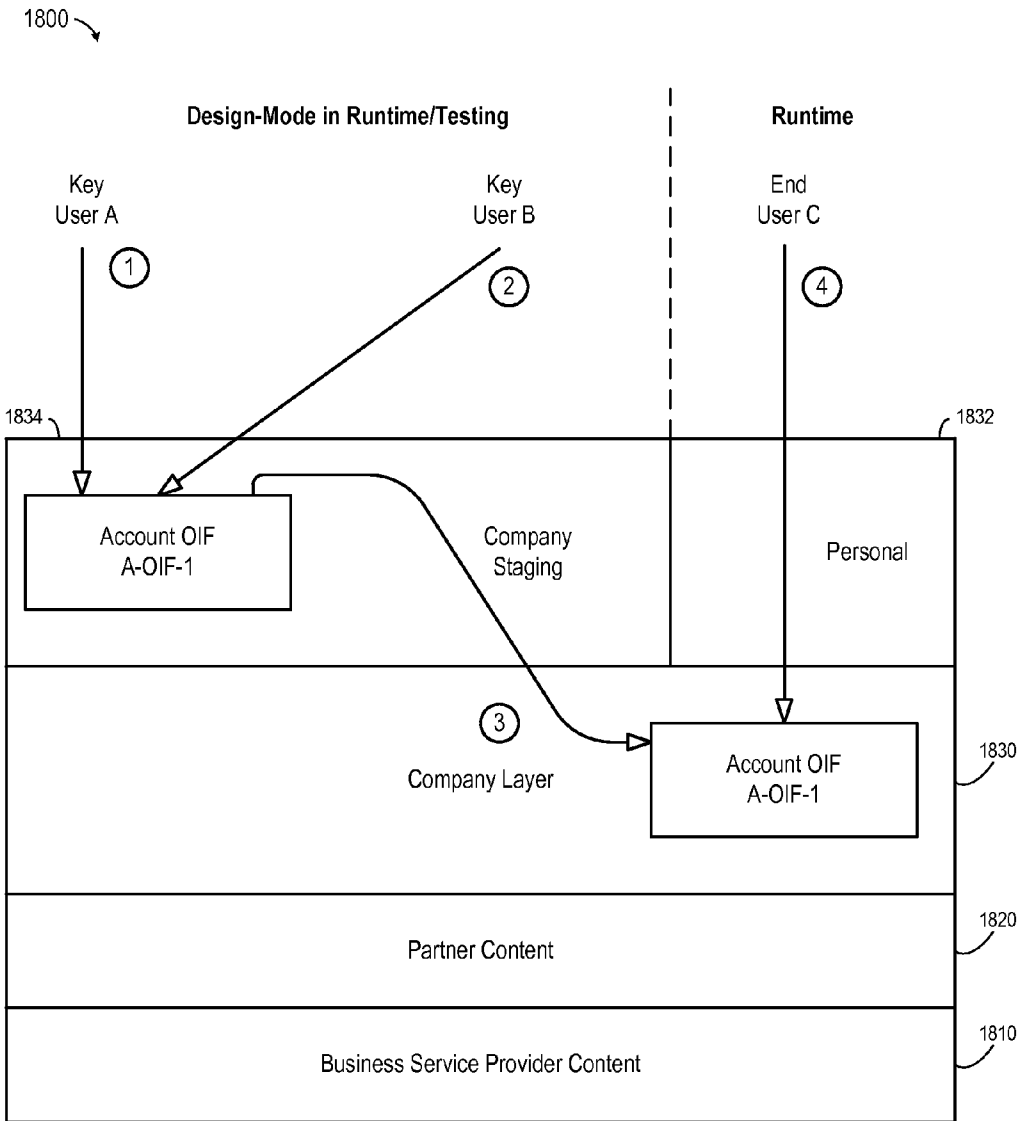 1800
Design-Mode in Runtime/Testing
Runtime
Key
User A
Key
User B
End
User C
1
2
4
1834
1832
Account OIF
A-OIF-1
Company
Staging
Personal
3
Company Layer
Account OIF
A-OIF-1
1830
Partner Content
1820
Business Service Provider Content
1810